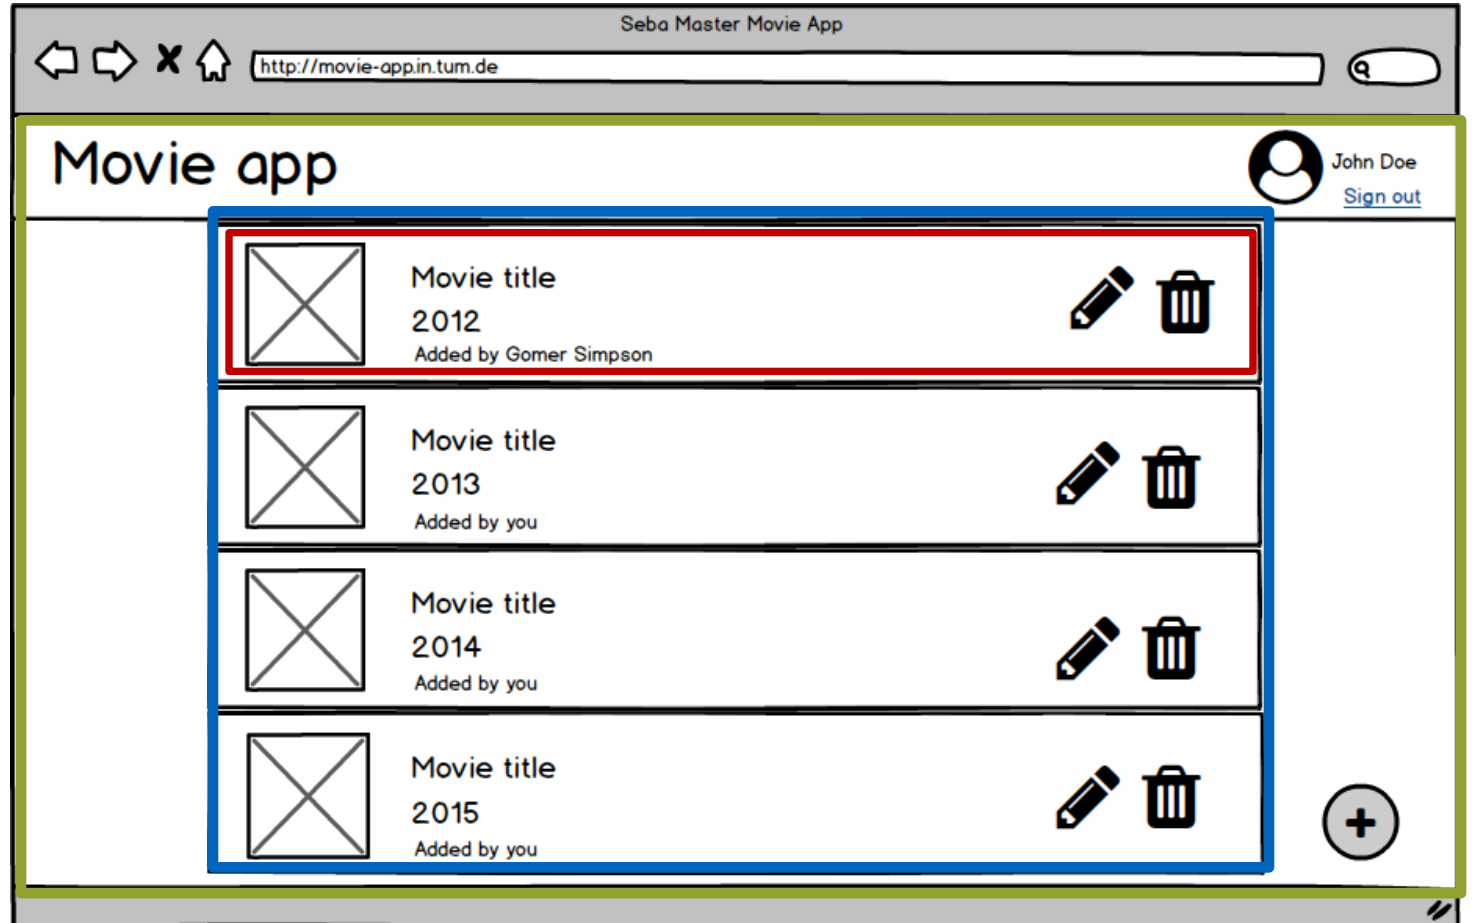 Seba Master Movie App
http://movie-app.in.tum.de
Movie app
John Doe
Sign out
Movie title
2012
Added by Gomer Simpson
Movie title
2013
Added by you
Movie title
2014
Added by you
Movie title
2015
Added by you